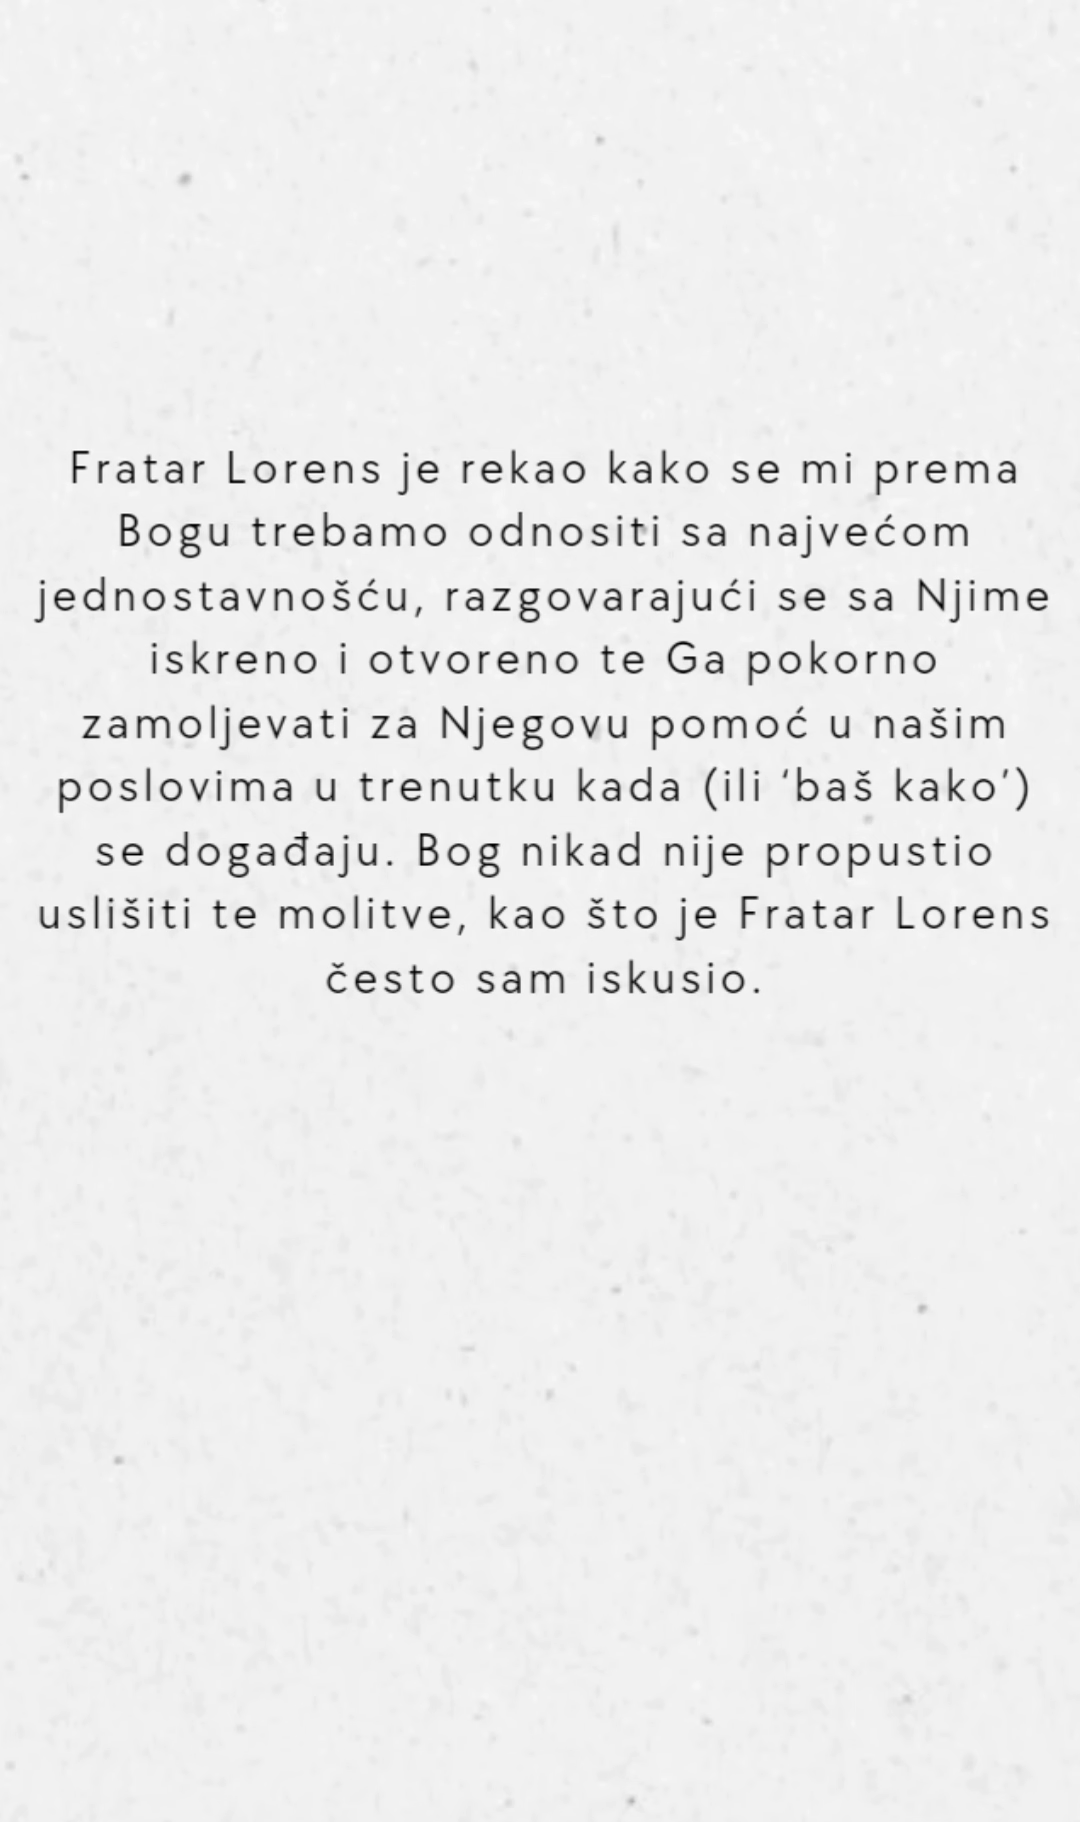 Fratar Lorens je rekao kako se mi prema
Bogu trebamo odnositi sa najvećom
jednostavnošću, razgovarajući se sa Njime
iskreno i otvoreno te Ga pokorno
zamoljevati za Njegovu pomoć u našim
poslovima u trenutku kada (ili ‘baš kako’)
se događaju. Bog nikad nije propustio
uslišiti te molitve, kao što je Fratar Lorens
često sam iskusio.